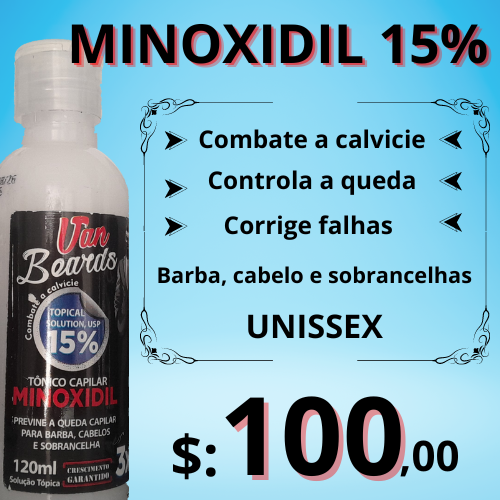 MINOXIDIL 15%
Combate a calvicie
Controla a queda
Corrige falhas
Barba, cabelo e sobrancelhas
UNISSEX
$:100,00
Van
Beards
Combate a calvicie
TOPICAL
SOLUTION, USP
15%
TÔNICO CAPILAR
MINOXIDIL
PREVINE A QUEDA CAPILAR
PARA BARBA, CABELOS
E SOBRANCELHA
120ml
Solução Tópica
CRESCIMENTO
GARANTIDO
3x